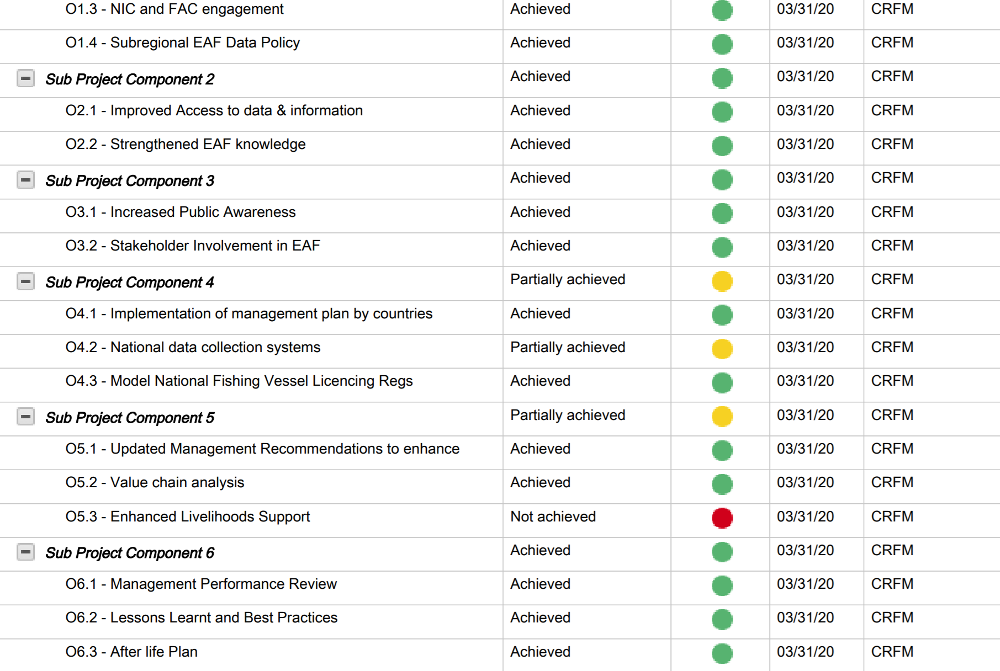 O1.3 - NIC and FAC engagement Achieved 03/31/20 CRFM
O1.4 - Subregional EAF Data Policy Achieved 03/31/20 CRFM
Sub Project Component 2 Achieved 03/31/20 CRFM
O2.1 - Improved Access to data & information Achieved 03/31/20 CRFM
O2.2 - Strengthened EAF knowledge Achieved 03/31/20 CRFM
Sub Project Component 3 Achieved 03/31/20 CRFM
O3.1 - Increased Public Awareness Achieved 03/31/20 CRFM
O3.2 - Stakeholder Involvement in EAF Achieved 03/31/20 CRFM
Sub Project Component 4 Partially achieved 03/31/20 CRFM
O4.1 - Implementation of management plan by countries Achieved 03/31/20 CRFM
O4.2 - National data collection systems Partially achieved 03/31/20 CRFM
O4.3 - Model National Fishing Vessel Licencing Regs Achieved 03/31/20 CRFM
Sub Project Component 5 Partially achieved 03/31/20 CRFM
O5.1 - Updated Management Recommendations to enhance Achieved 03/31/20 CRFM
O5.2 - Value chain analysis Achieved 03/31/20 CRFM
O5.3 - Enhanced Livelihoods Support Not achieved 03/31/20 CRFM
Sub Project Component 6 Achieved 03/31/20 CRFM
O6.1 - Management Performance Review Achieved 03/31/20 CRFM
O6.2 - Lessons Learnt and Best Practices Achieved 03/31/20 CRFM
O6.3 - After life Plan Achieved 03/31/20 CRFM